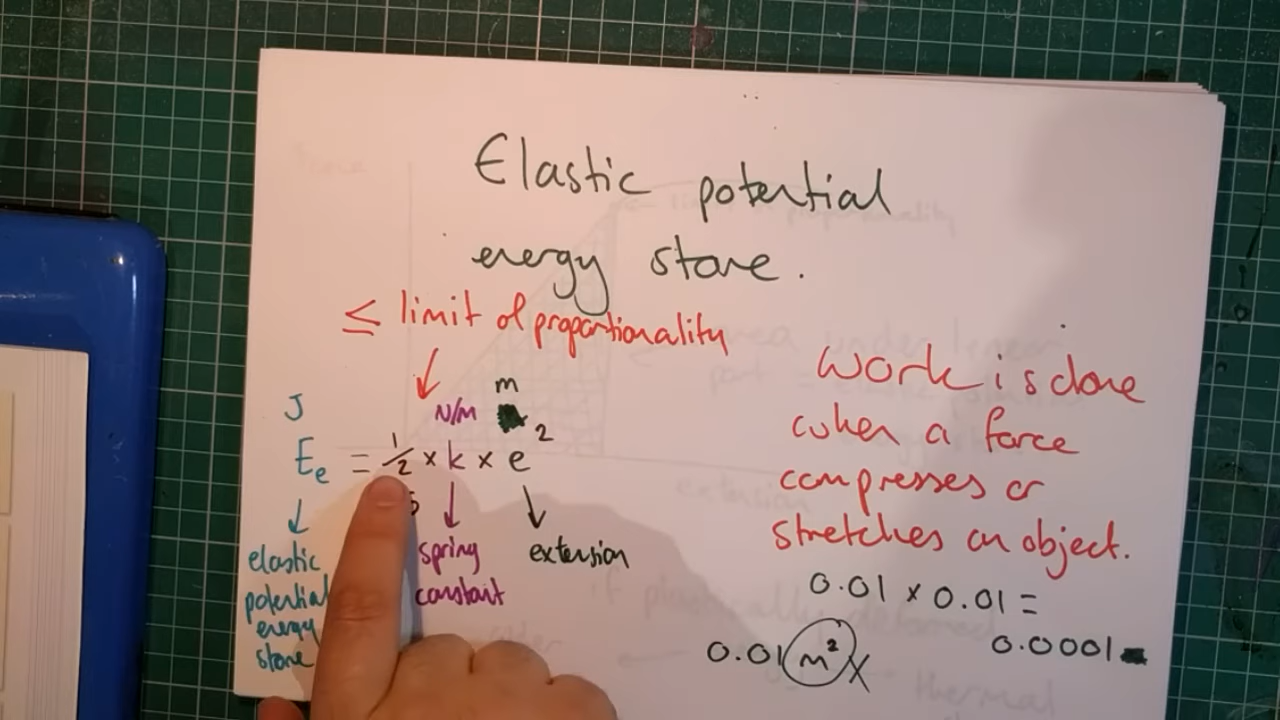 Elastic potential
energy store.
≤ limit of proportionality
J
N/M
m
Ee = 1/2 × k × e 2
5
elastic
potential
energy
store
spring
constant
extension
Work is done
when a force
compresses or
stretches an object.
0.01 × 0.01 =
0.0001
0.01 m² X